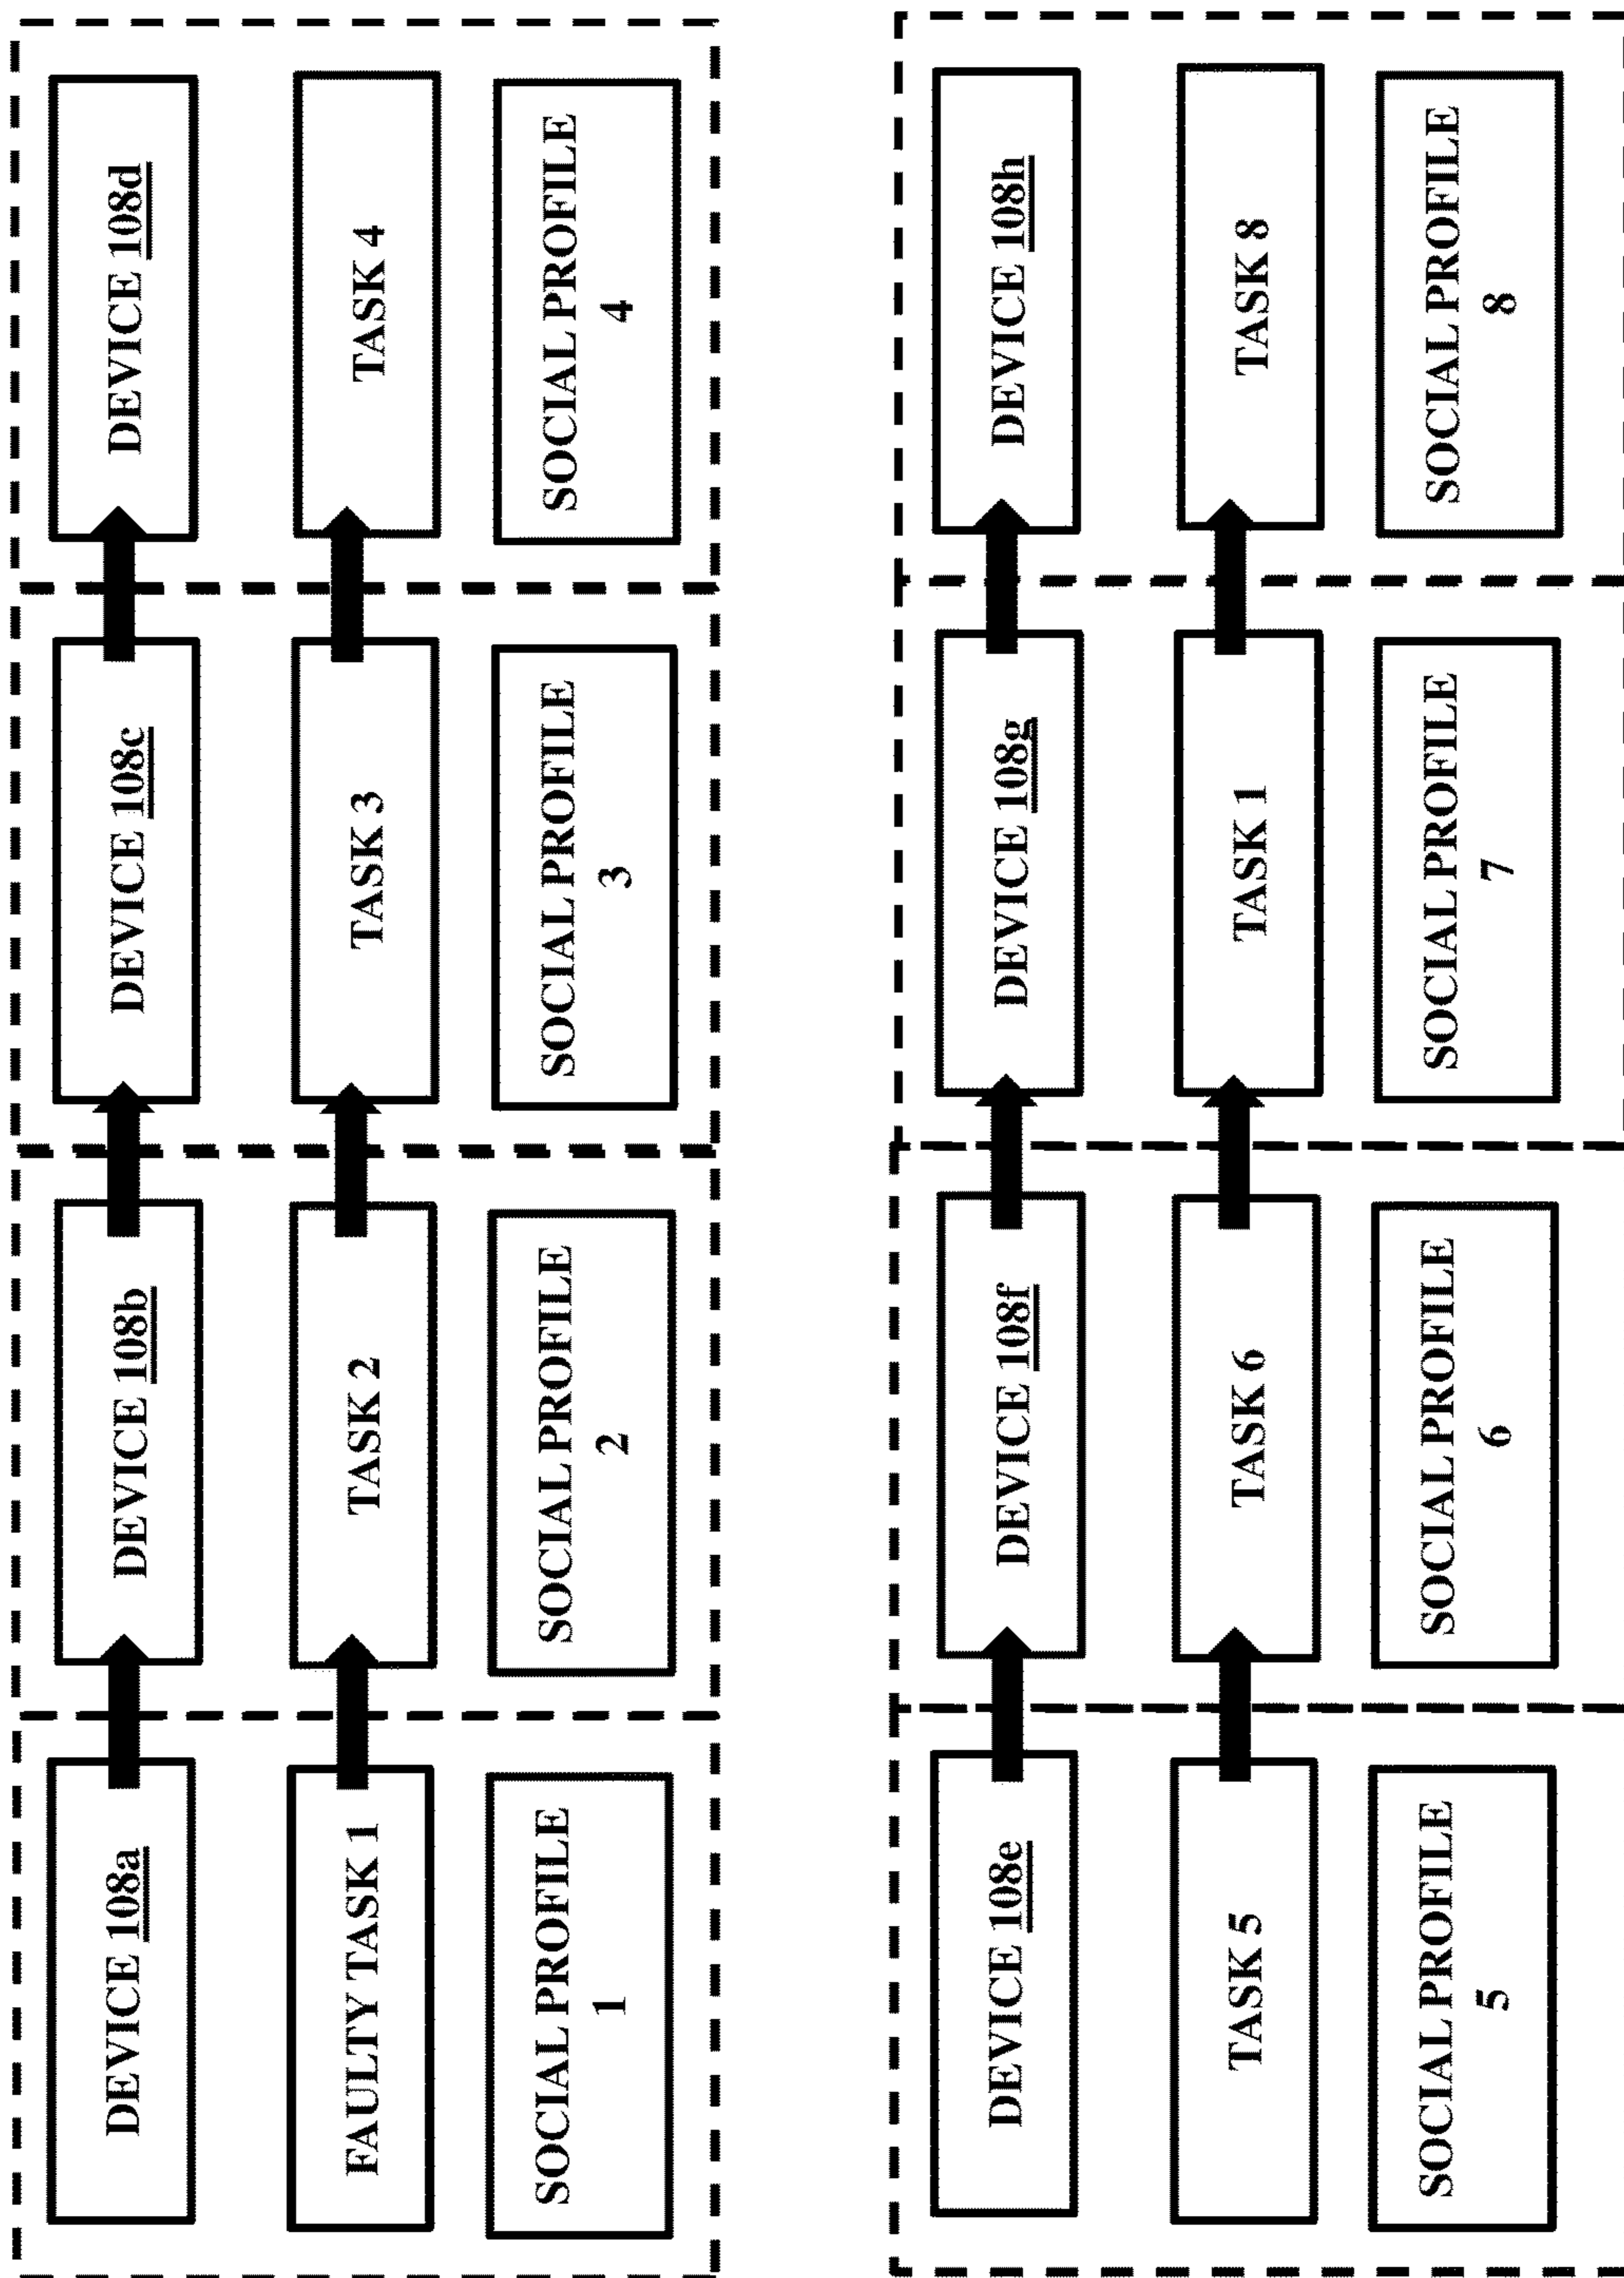 DEVICE 108a
DEVICE 108b
DEVICE 108c
DEVICE 108d
FAULTY TASK 1
TASK 2
TASK 3
TASK 4
SOCIAL PROFILE
1
SOCIAL PROFILE
2
SOCIAL PROFILE
3
SOCIAL PROFILE
4
DEVICE 108e
DEVICE 108f
DEVICE 108g
DEVICE 108h
TASK 5
TASK 6
TASK 1
TASK 8
SOCIAL PROFILE
5
SOCIAL PROFILE
6
SOCIAL PROFILE
7
SOCIAL PROFILE
8